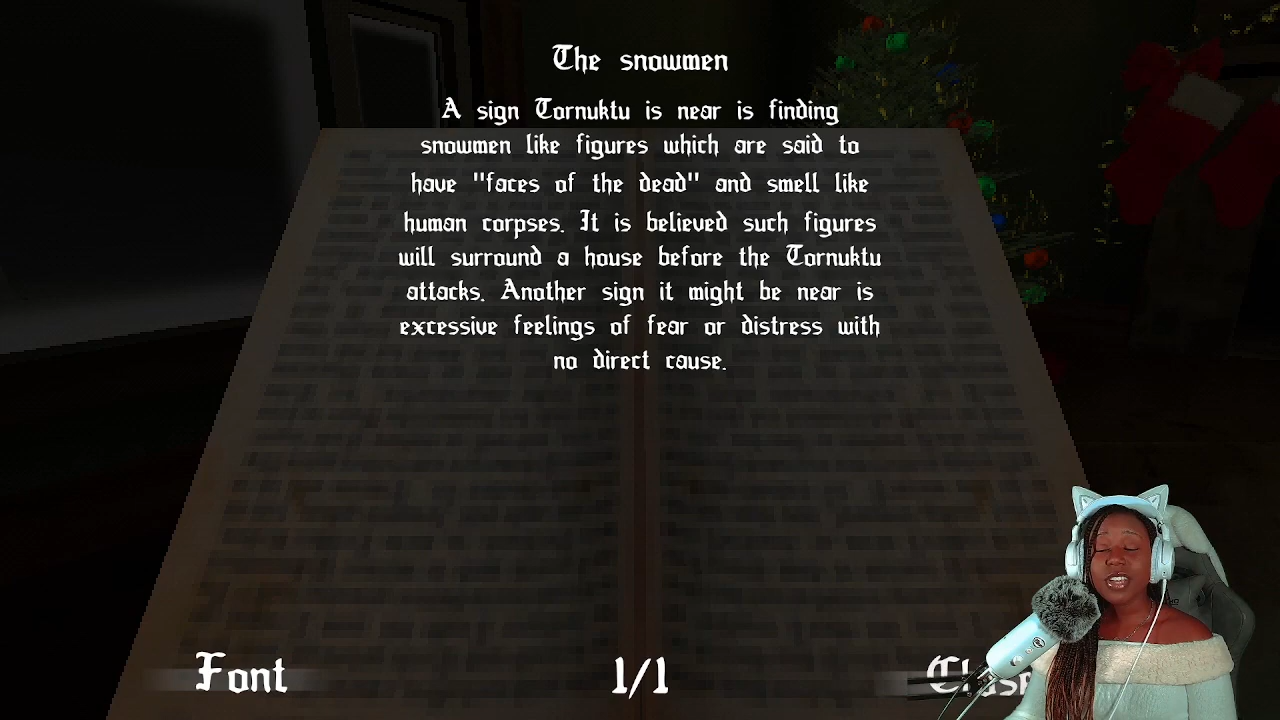 The snowmen
A sign Tornuktu is near is finding
snowmen like figures which are said to
have "faces of the dead" and smell like
human corpses. It is believed such figures
will surround a house before the Tornuktu
attacks. Another sign it might be near is
excessive feelings of fear or distress with
no direct cause.
Font
1/1
Close